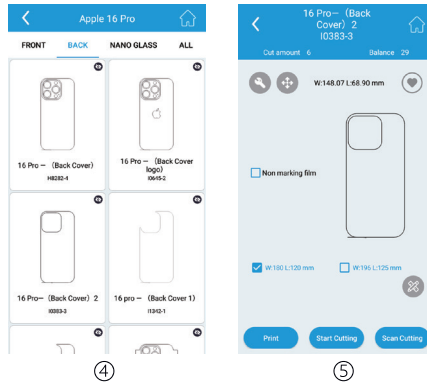 Apple 16 Pro
FRONT BACK NANO GLASS ALL
16 Pro — （Back Cover）
H8202-4
16 Pro — （Back Cover logo）
I0645-2
16 Pro—（Back Cover）2
I0383-3
16 pro —（Back Cover 1）
I1342-1
④
16 Pro—（Back Cover）2
I0383-3
Cut amount 6 Balance 29
W:148.07 L:68.90 mm
Non marking film
W:180 L:120 mm W:196 L:125 mm
Print Start Cutting Scan Cutting
⑤